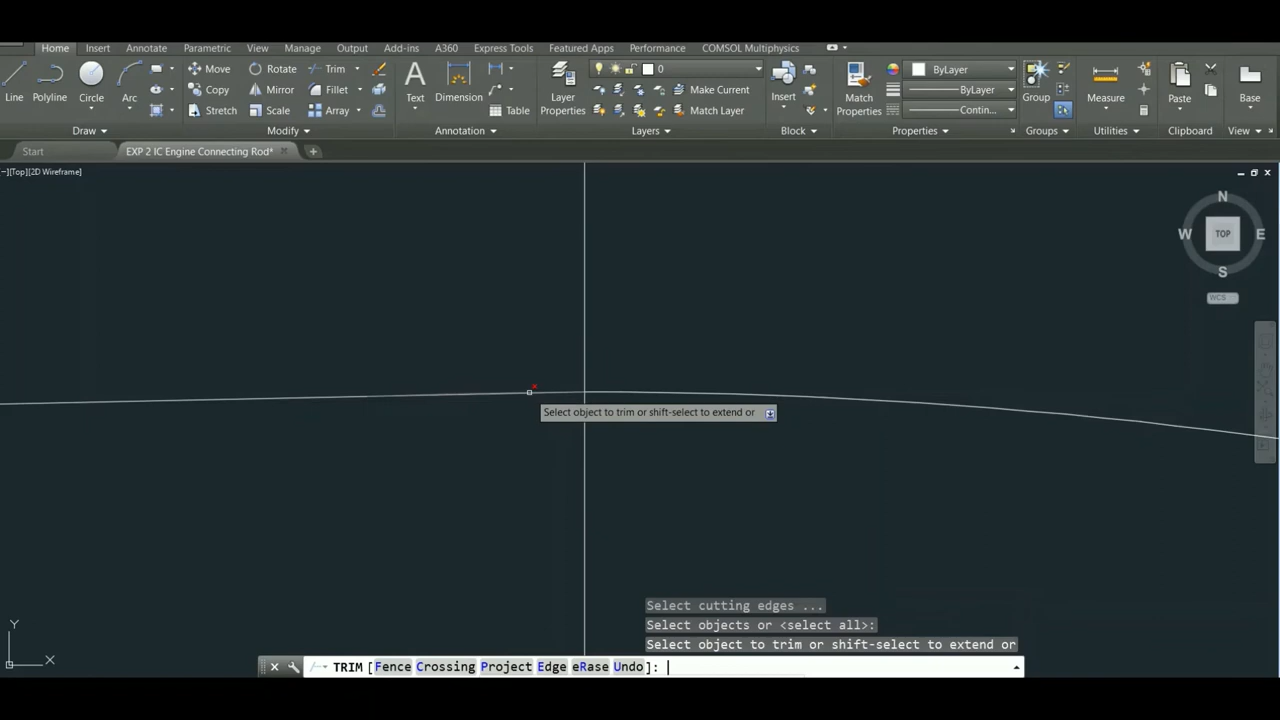 Home Insert Annotate Parametric View Manage Output Add-ins A360 Express Tools Featured Apps Performance COMSOL Multiphysics
Line Polyline Circle Arc
Move Rotate Trim
Copy Mirror Fillet
Stretch Scale Array
Text Dimension Table
Layer Properties
0
Make Current
Match Layer
Insert
Match Properties
ByLayer
ByLayer
Contin...
Group Measure Paste Base
Draw Modify Annotation Layers Block Properties Groups Utilities Clipboard View
Start EXP 2 IC Engine Connecting Rod*
−][Top][2D Wireframe]
N
W TOP E
S
WCS
Select object to trim or shift-select to extend or
Y
X
Select cutting edges ...
Select objects or <select all>:
Select object to trim or shift-select to extend or
TRIM [Fence Crossing Project Edge eRase Undo]: